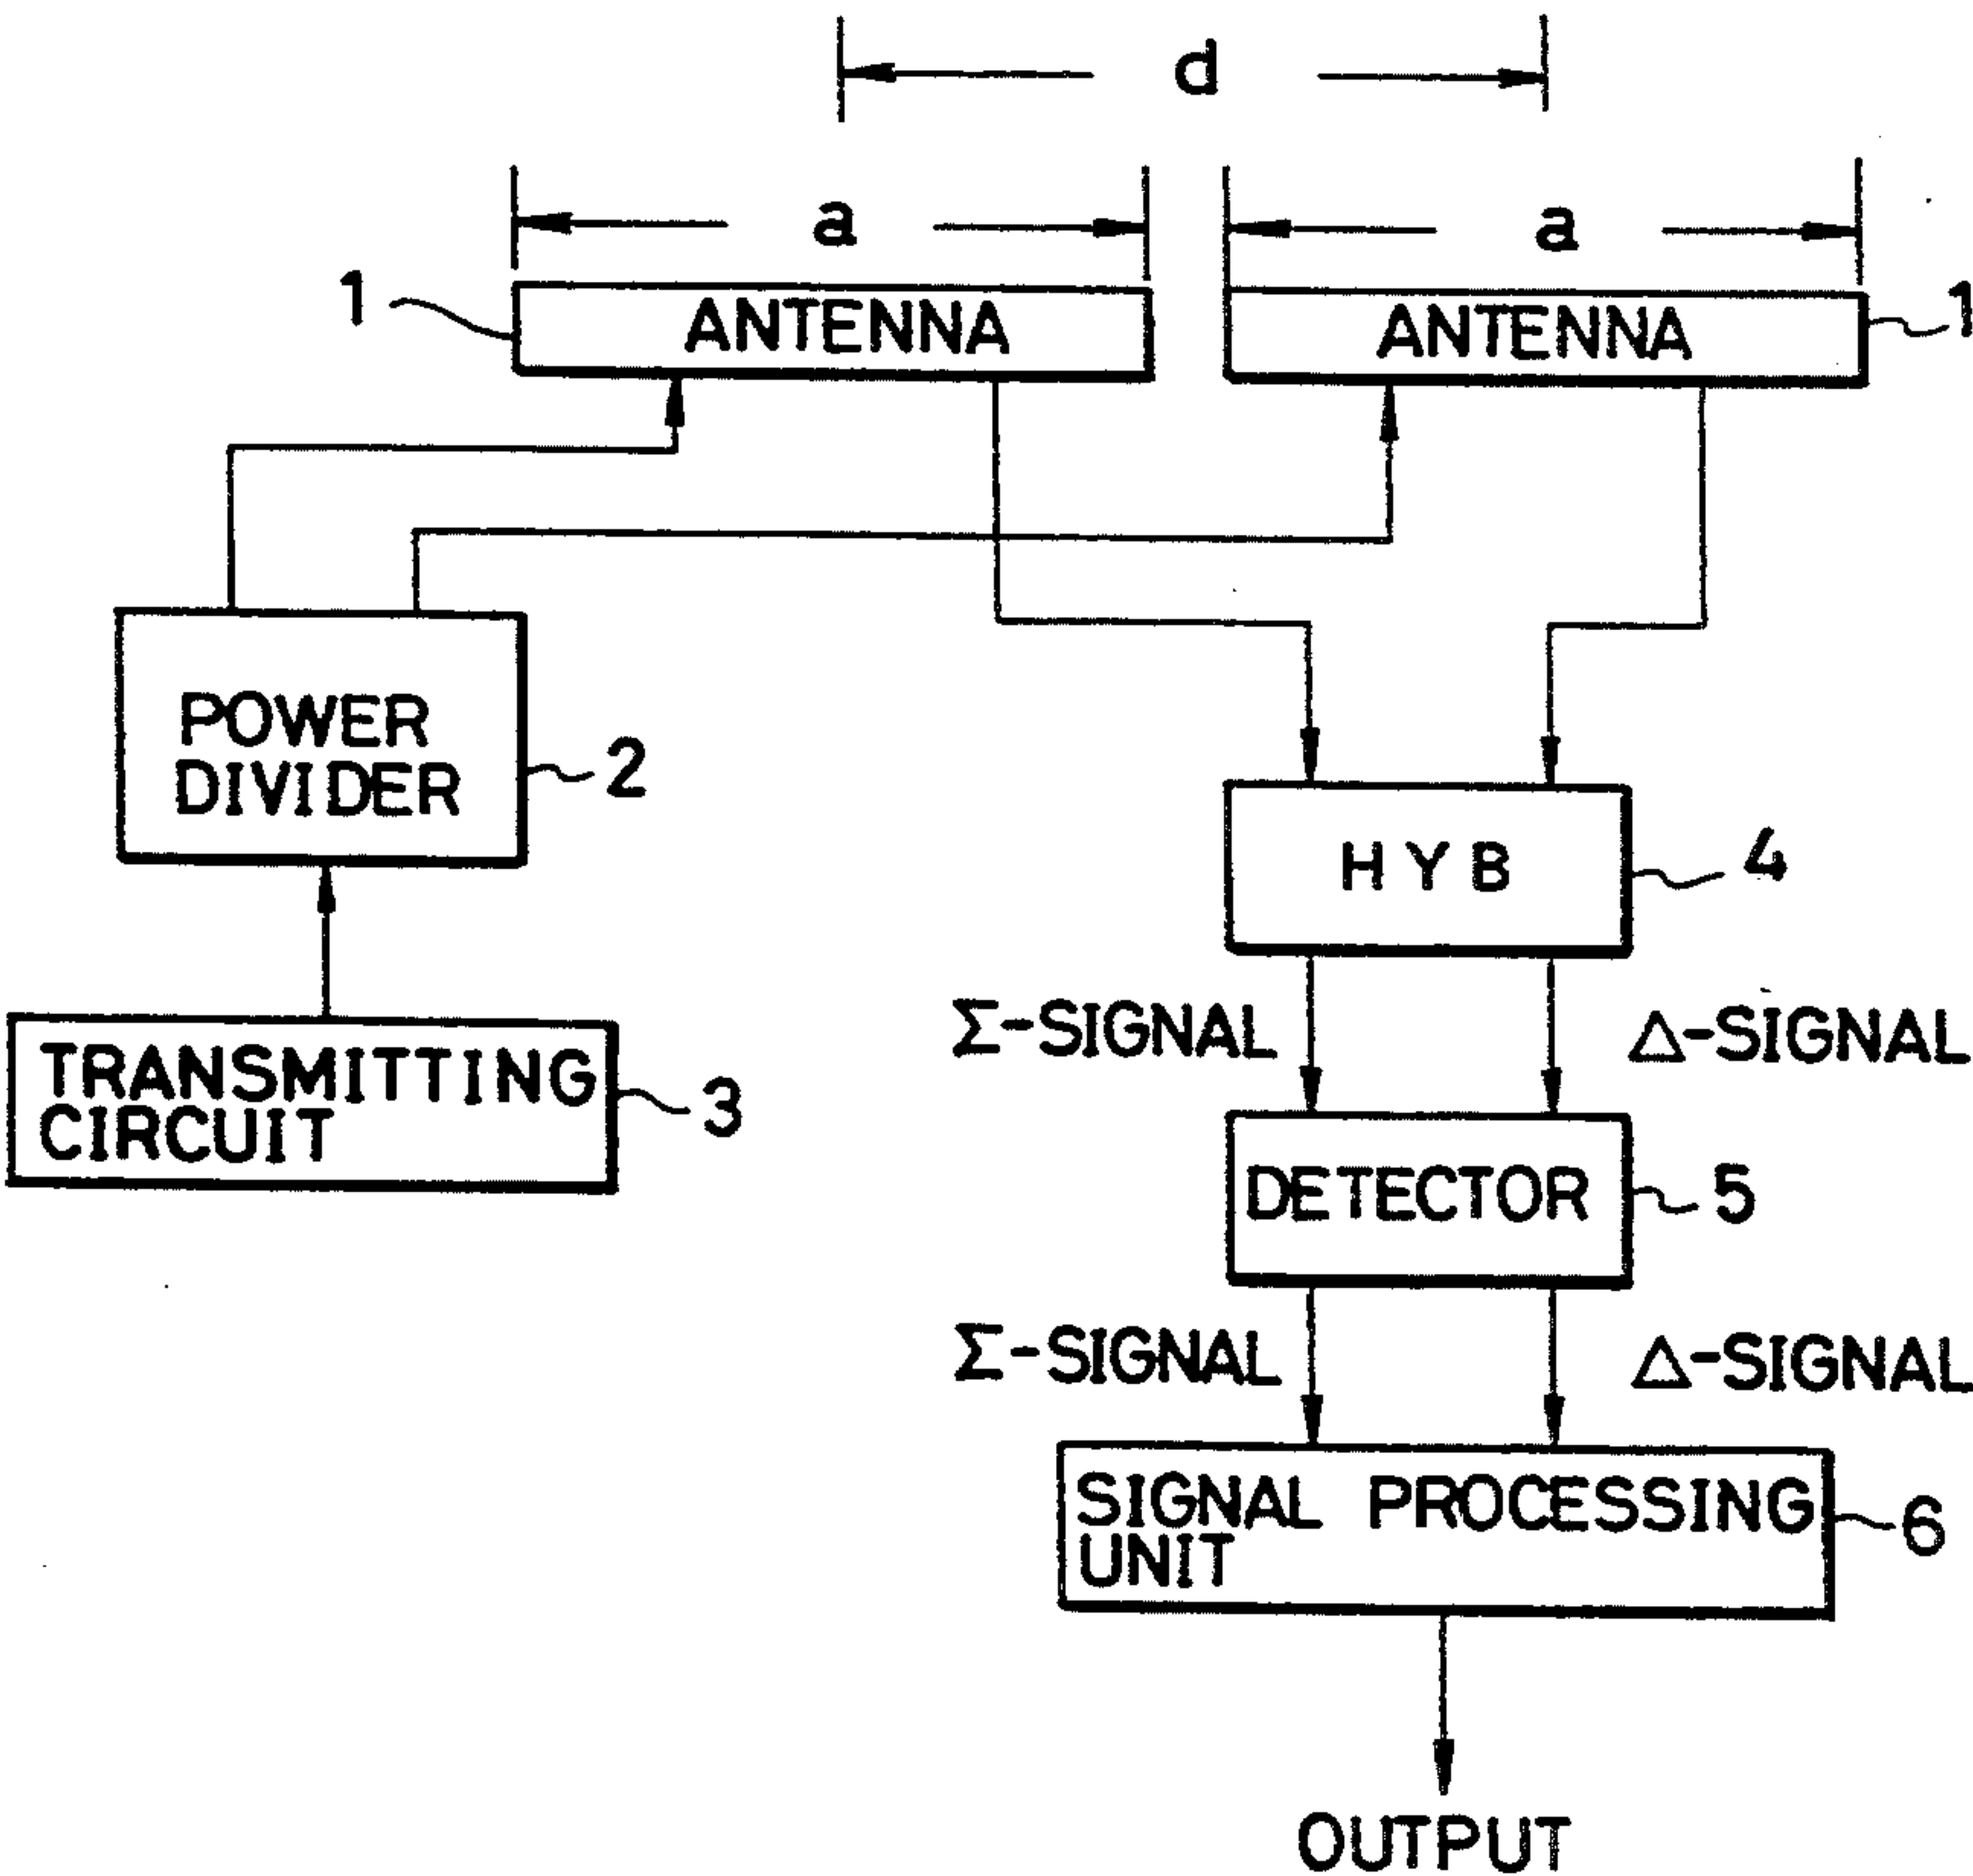 d
a
a
1
ANTENNA
ANTENNA
1
POWER
DIVIDER
2
HYB
4
Σ-SIGNAL
Δ-SIGNAL
TRANSMITTING
CIRCUIT
3
DETECTOR
5
Σ-SIGNAL
Δ-SIGNAL
SIGNAL PROCESSING
UNIT
6
OUTPUT